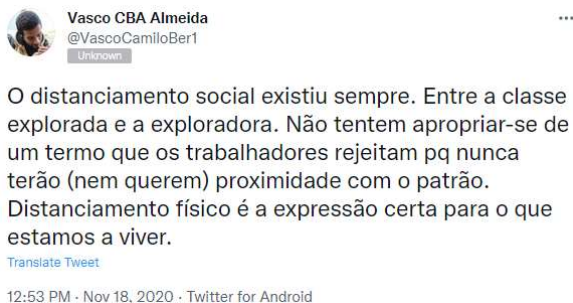 Vasco CBA Almeida
@VascoCamiloBer1
Unknown
O distanciamento social existiu sempre. Entre a classe
explorada e a exploradora. Não tentem apropriar-se de
um termo que os trabalhadores rejeitam pq nunca
terão (nem querem) proximidade com o patrão.
Distanciamento físico é a expressão certa para o que
estamos a viver.
Translate Tweet
12:53 PM · Nov 18, 2020 · Twitter for Android